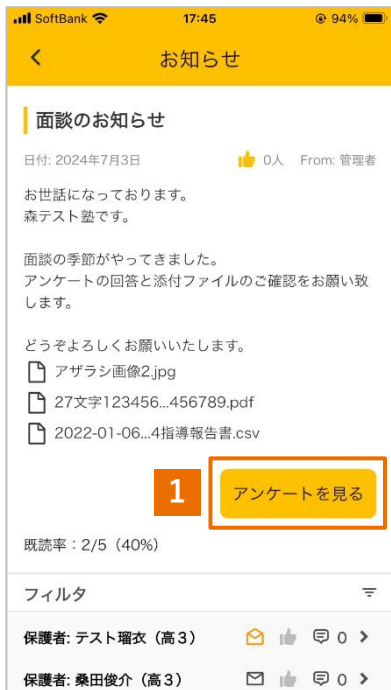 SoftBank 17:45 94%
お知らせ
面談のお知らせ
日付: 2024年7月3日 0人 From: 管理者
お世話になっております。
森テスト塾です。
面談の季節がやってきました。
アンケートの回答と添付ファイルのご確認をお願い致
します。
どうぞよろしくお願いいたします。
アザラシ画像2.jpg
27文字123456...456789.pdf
2022-01-06...4指導報告書.csv
1 アンケートを見る
既読率：2/5（40%）
フィルタ
保護者: テスト瑠衣（高３） 0
保護者: 桑田俊介（高３） 0